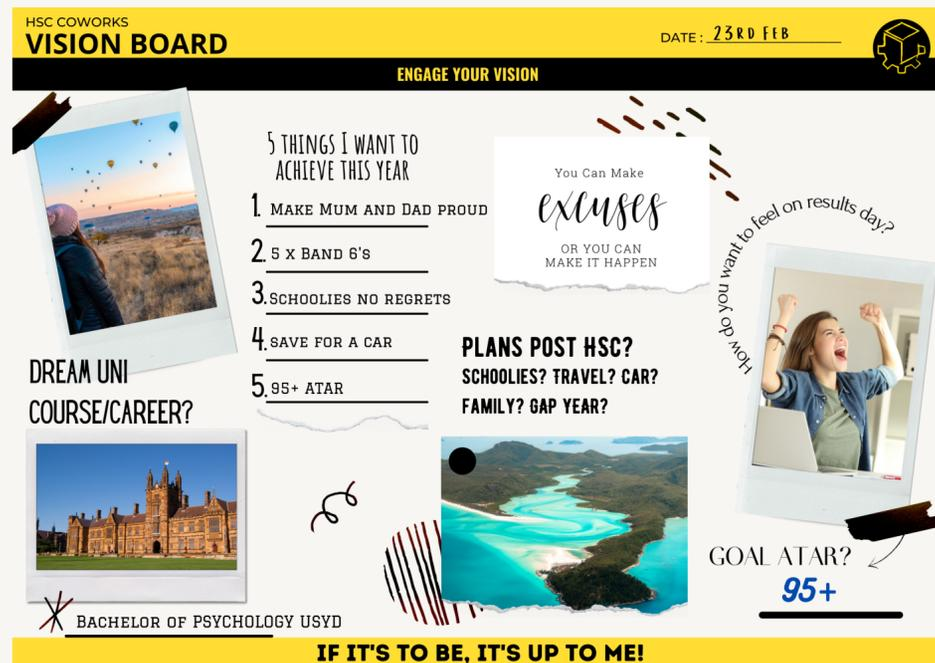 HSC COWORKS
VISION BOARD
DATE: 23RD FEB
ENGAGE YOUR VISION
5 THINGS I WANT TO
ACHIEVE THIS YEAR
1. MAKE MUM AND DAD PROUD
2. 5 X BAND 6'S
3. SCHOOLIES NO REGRETS
4. SAVE FOR A CAR
5. 95+ ATAR
You Can Make
excuses
OR YOU CAN
MAKE IT HAPPEN
How do you want to feel on results day?
DREAM UNI
COURSE/CAREER?
PLANS POST HSC?
SCHOOLIES? TRAVEL? CAR?
FAMILY? GAP YEAR?
BACHELOR OF PSYCHOLOGY USYD
GOAL ATAR?
95+
IF IT'S TO BE, IT'S UP TO ME!